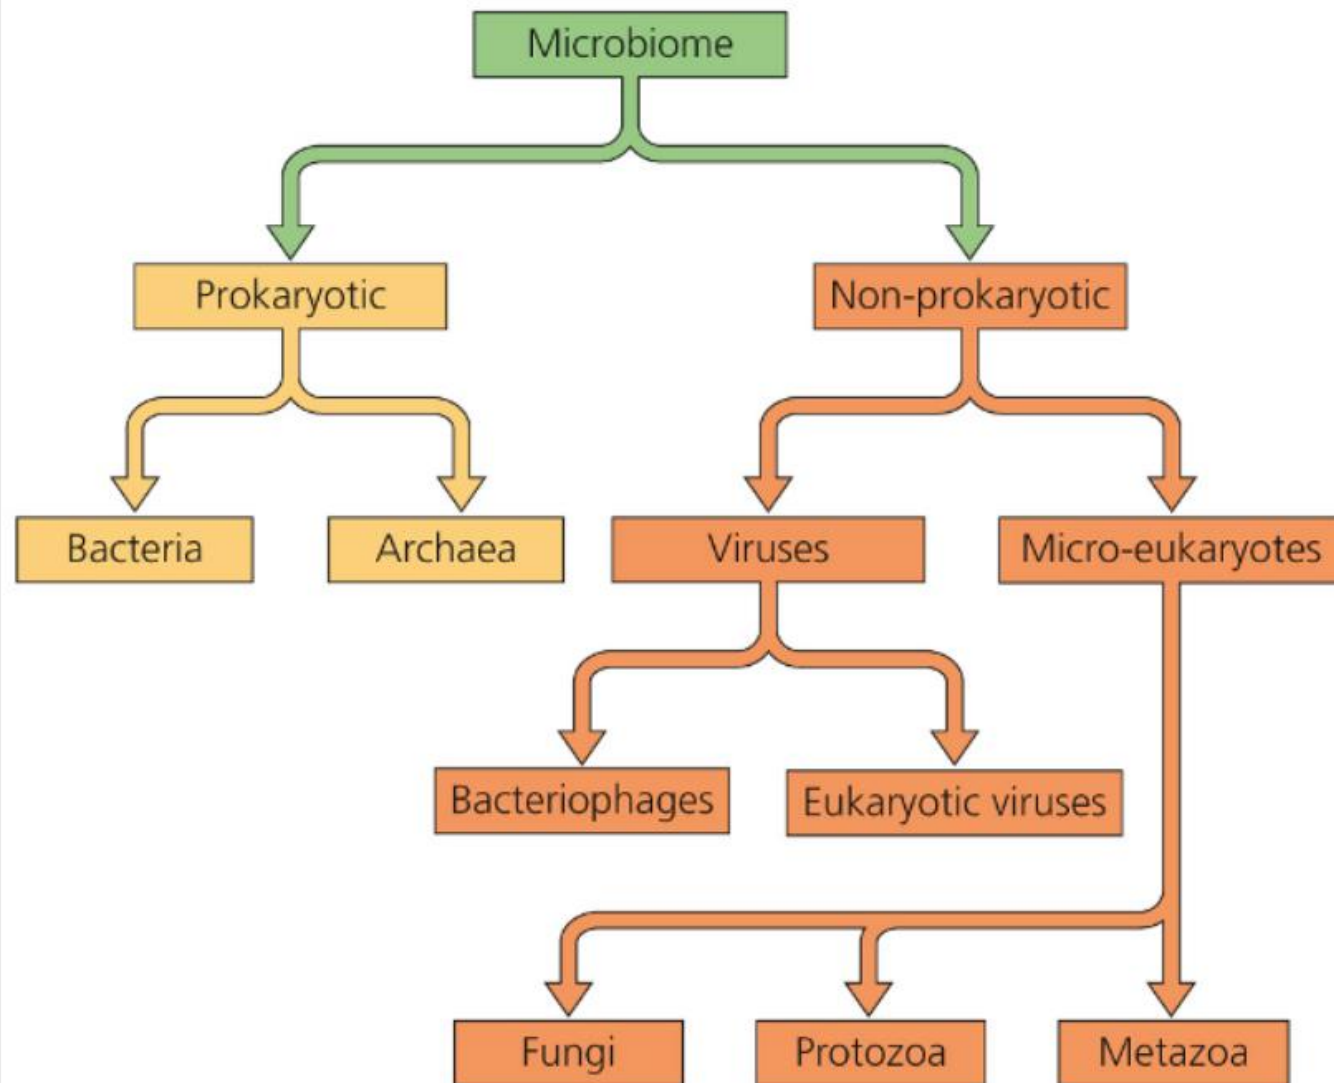 Microbiome
Prokaryotic
Non-prokaryotic
Bacteria
Archaea
Viruses
Micro-eukaryotes
Bacteriophages
Eukaryotic viruses
Fungi
Protozoa
Metazoa